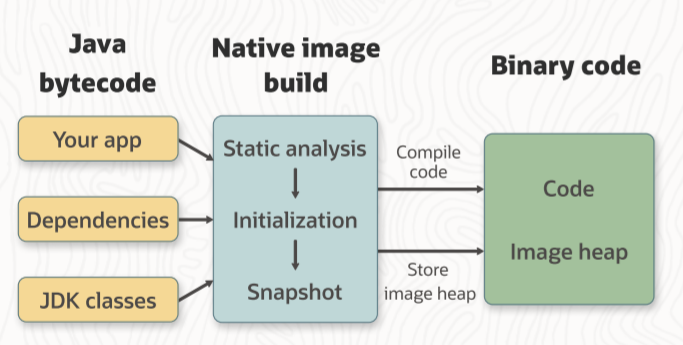 Java
bytecode
Native image
build
Binary code
Your app
Dependencies
JDK classes
Static analysis
Initialization
Snapshot
Compile
code
Store
image heap
Code
Image heap